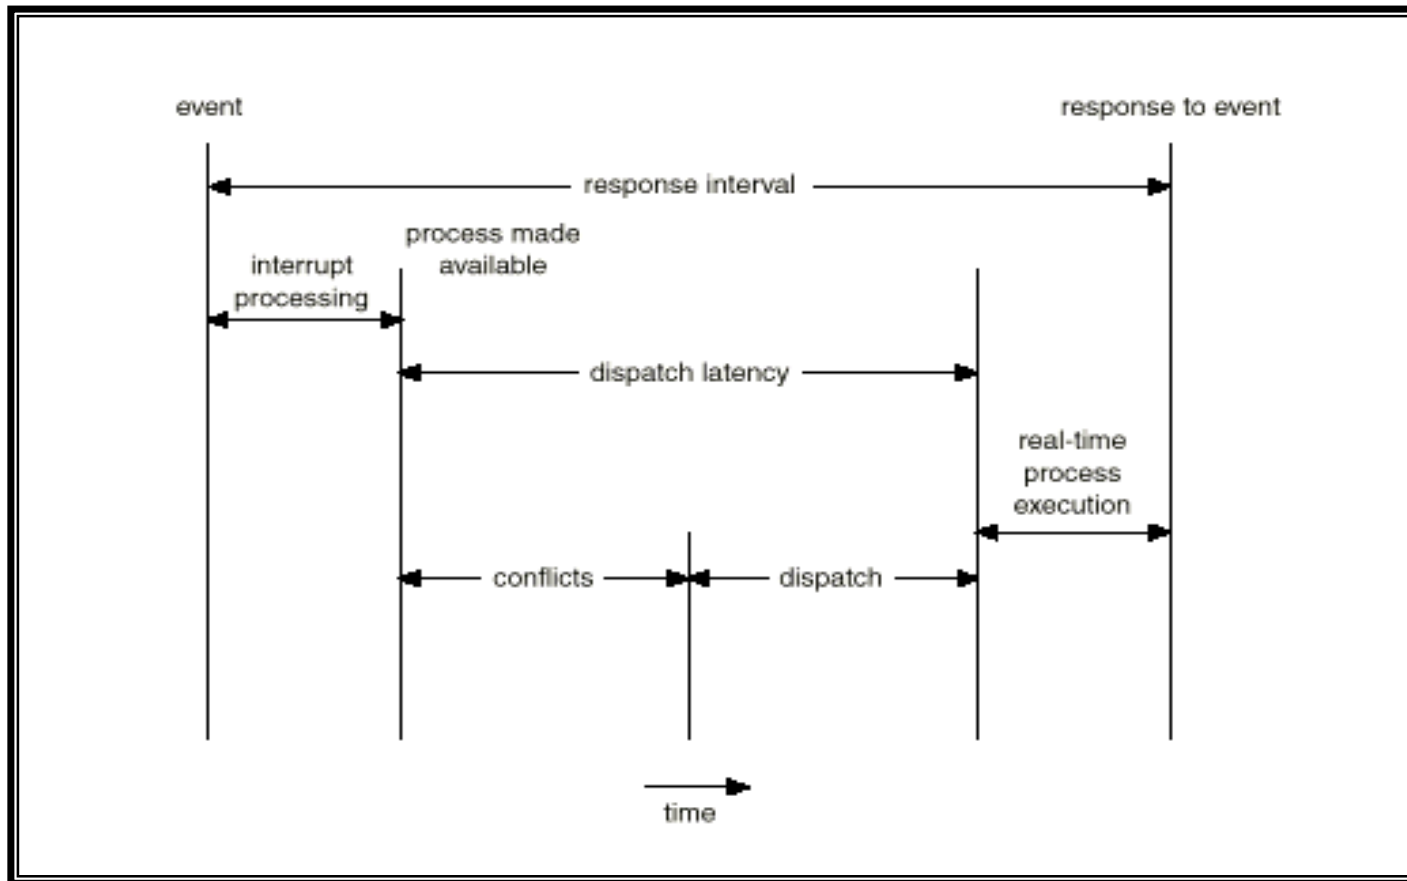 event
response to event
response interval
process made
available
interrupt
processing
dispatch latency
real-time
process
execution
conflicts
dispatch
time